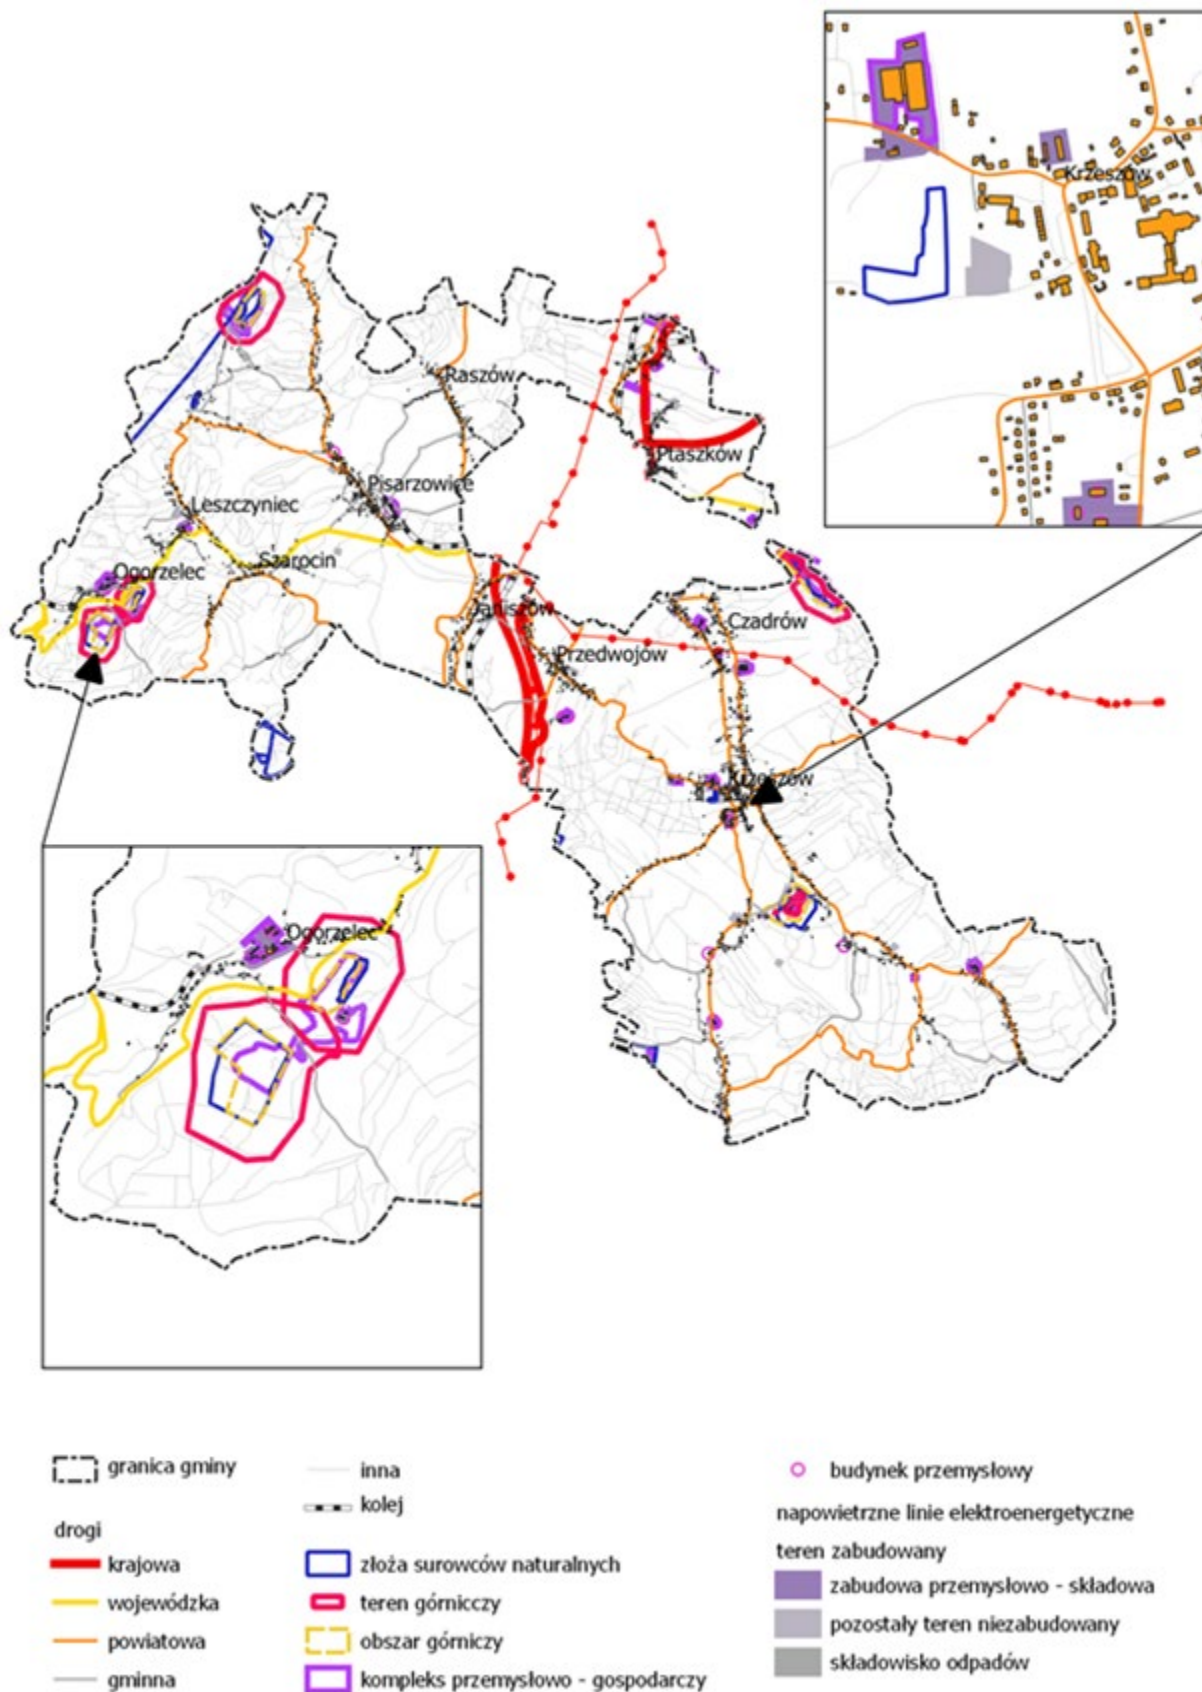 Krzeszów
Raszów
Ptaszków
Pisarzowice
Leszczyniec
Szarocin
Ogorzelec
Janiszów
Czadrów
Przedwojów
Krzeszów
Ogorzelec
granica gminy
drogi
krajowa
wojewódzka
powiatowa
gminna
inna
kolej
złoża surowców naturalnych
teren górnicczy
obszar górniczy
kompleks przemysłowo - gospodarczy
budynek przemysłowy
napowietrzne linie elektroenergetyczne
teren zabudowany
zabudowa przemysłowo - składowa
pozostały teren niezabudowany
składowisko odpadów